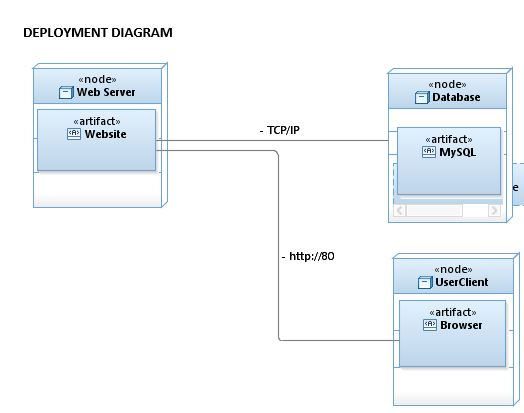 DEPLOYMENT DIAGRAM
«node»
Web Server
«artifact»
Website
- TCP/IP
«node»
Database
«artifact»
MySQL
- http://80
«node»
UserClient
«artifact»
Browser